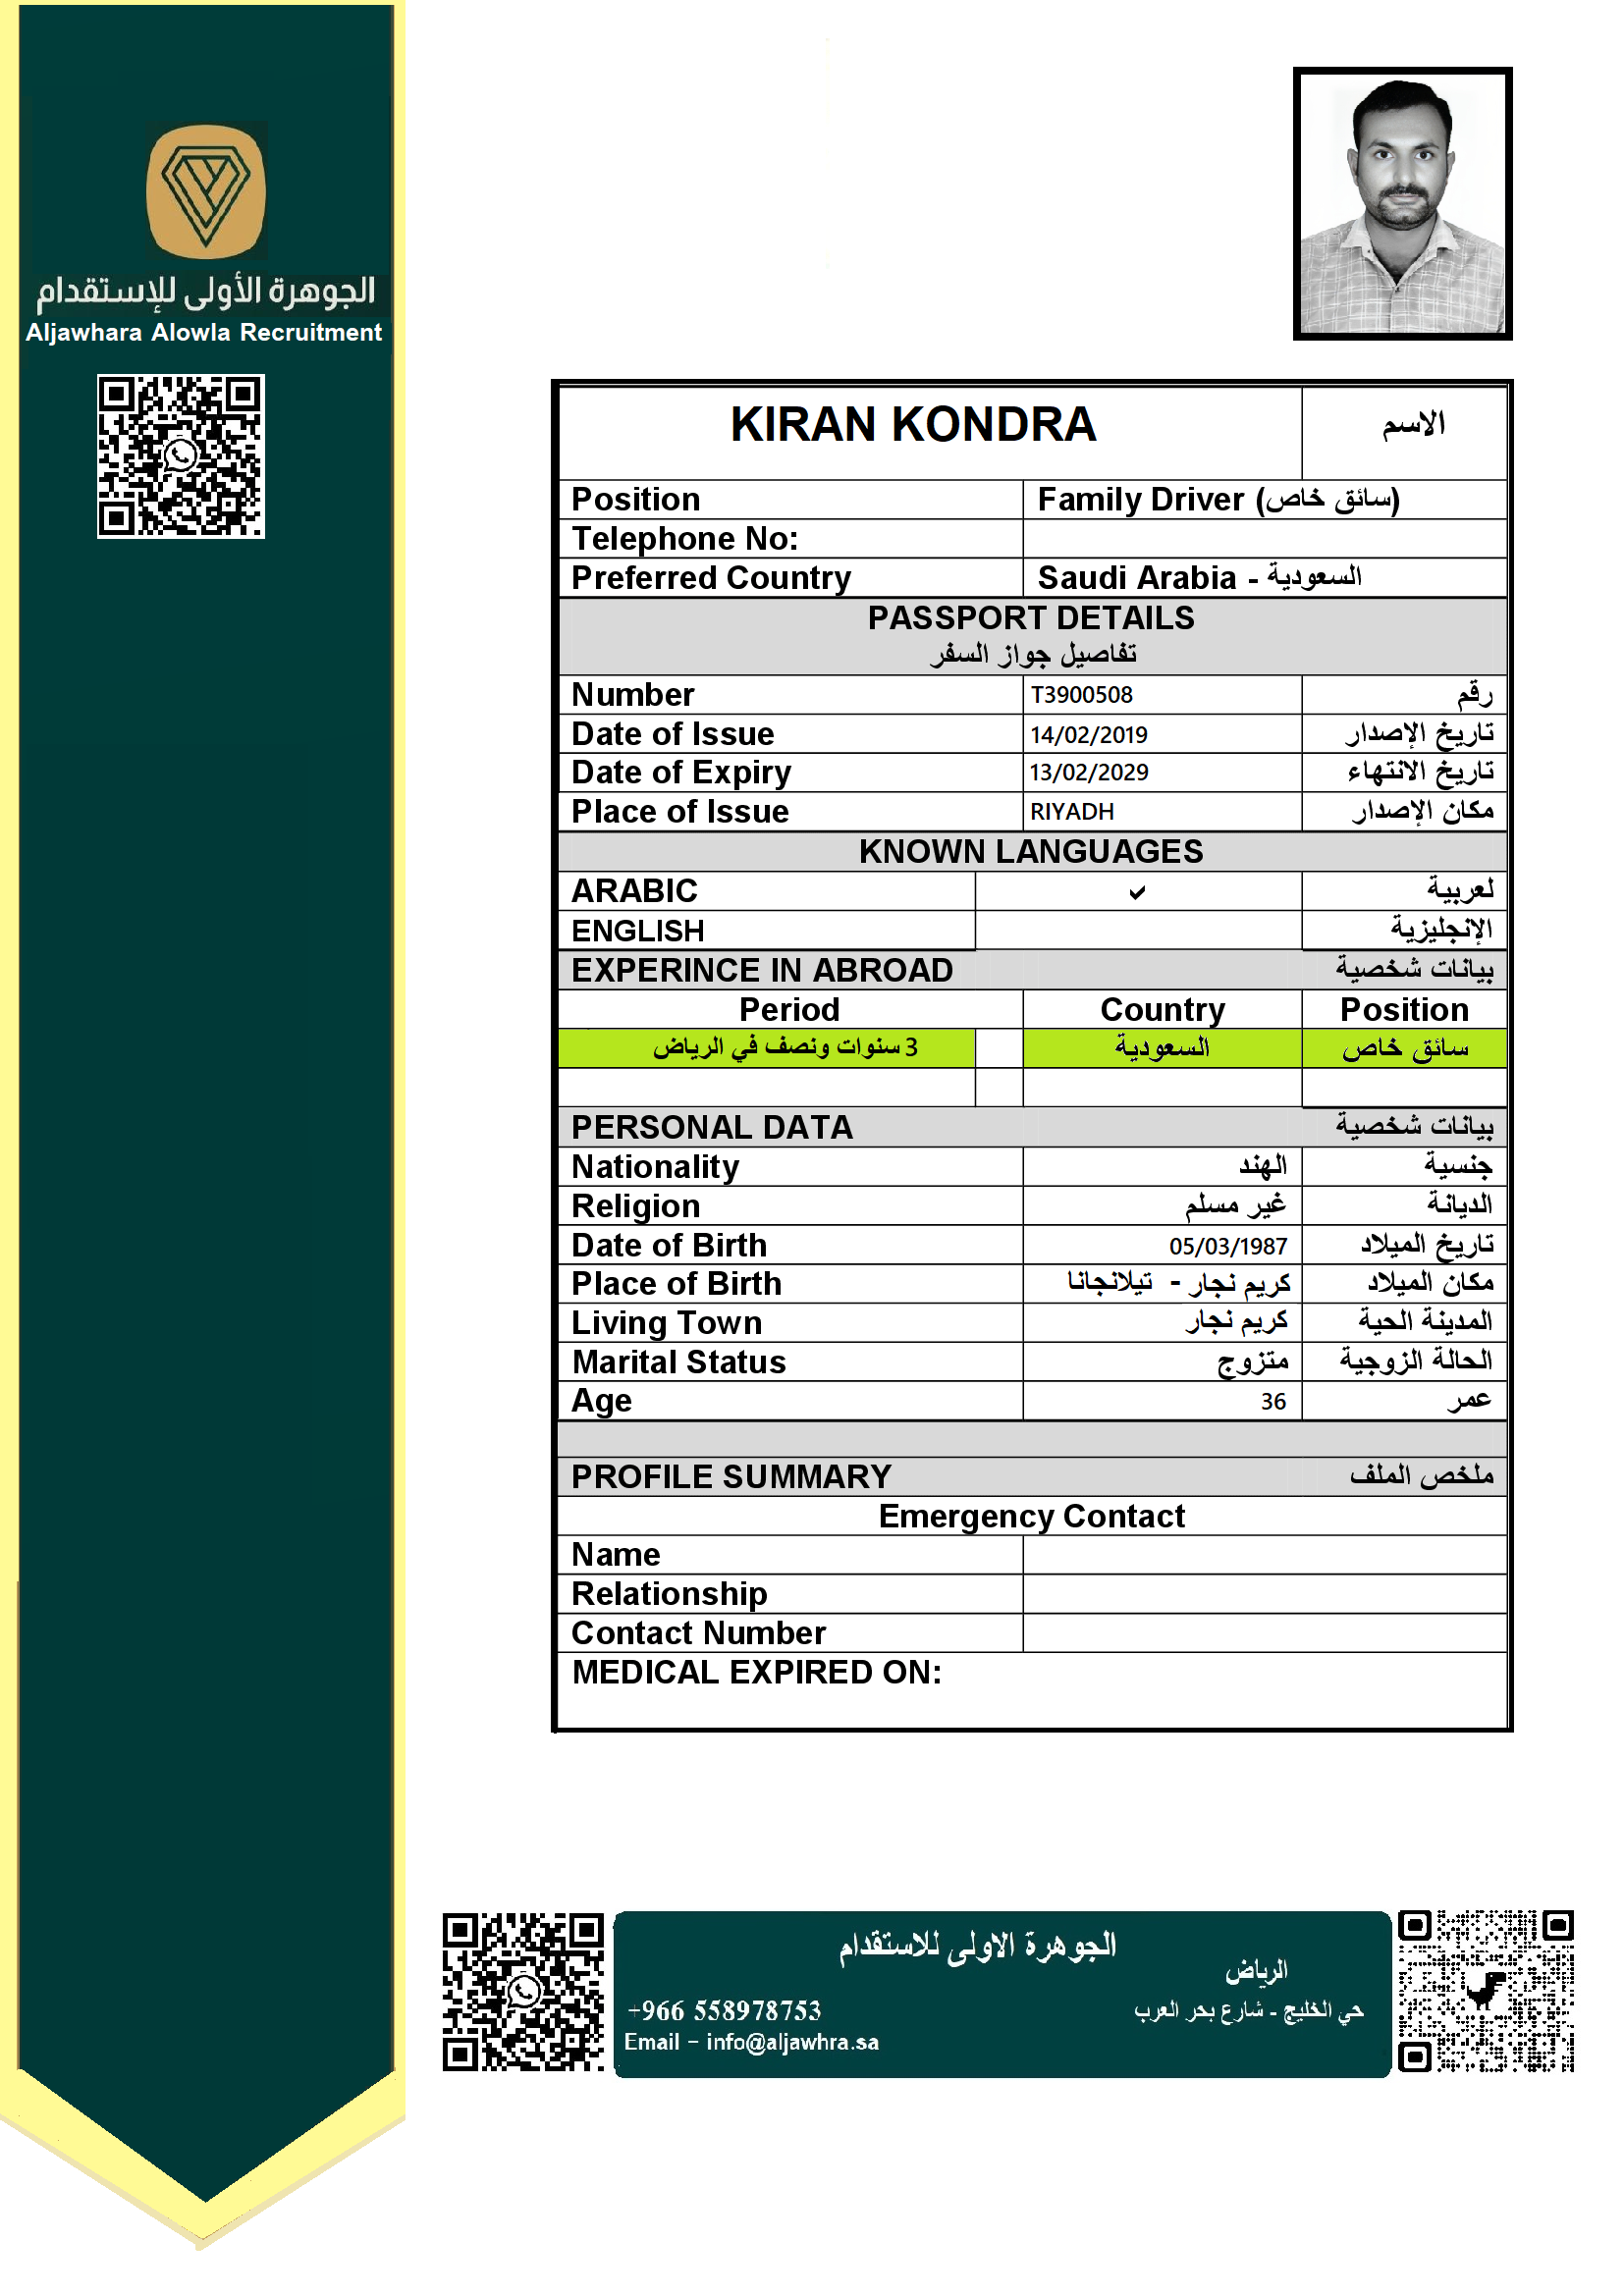 الجوهرة الأولى للإستقدام
Aljawhara Alowla Recruitment
KIRAN KONDRA الاسم
Position Family Driver (سائق خاص)
Telephone No:
Preferred Country Saudi Arabia - السعودية
PASSPORT DETAILS
تفاصيل جواز السفر
Number T3900508 رقم
Date of Issue 14/02/2019 تاريخ الإصدار
Date of Expiry 13/02/2029 تاريخ الانتهاء
Place of Issue RIYADH مكان الإصدار
KNOWN LANGUAGES
ARABIC لعربية
ENGLISH الإنجليزية
EXPERINCE IN ABROAD بيانات شخصية
Period Country Position
3 سنوات ونصف في الرياض السعودية سائق خاص
PERSONAL DATA بيانات شخصية
Nationality الهند جنسية
Religion غير مسلم الديانة
Date of Birth 05/03/1987 تاريخ الميلاد
Place of Birth كريم نجار - تيلانجانا مكان الميلاد
Living Town كريم نجار المدينة الحية
Marital Status متزوج الحالة الزوجية
Age 36 عمر
PROFILE SUMMARY ملخص الملف
Emergency Contact
Name
Relationship
Contact Number
MEDICAL EXPIRED ON:
الجوهرة الاولى للاستقدام
الرياض
حي الخليج - شارع بحر العرب
+966 558978753
Email - info@aljawhra.sa